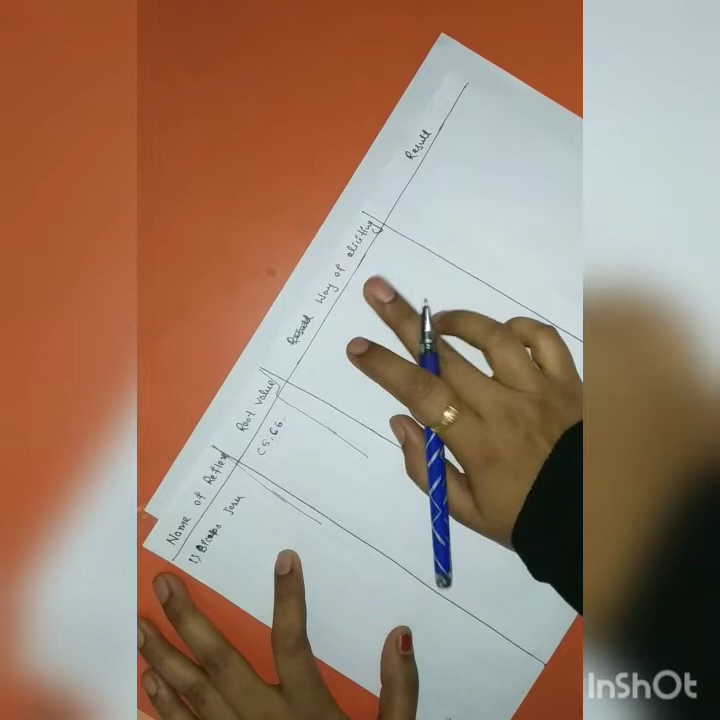 Name of Reflex
Root value
Way of eliciting
Result
1) Biceps Jerk
C5, C6.
InShOt